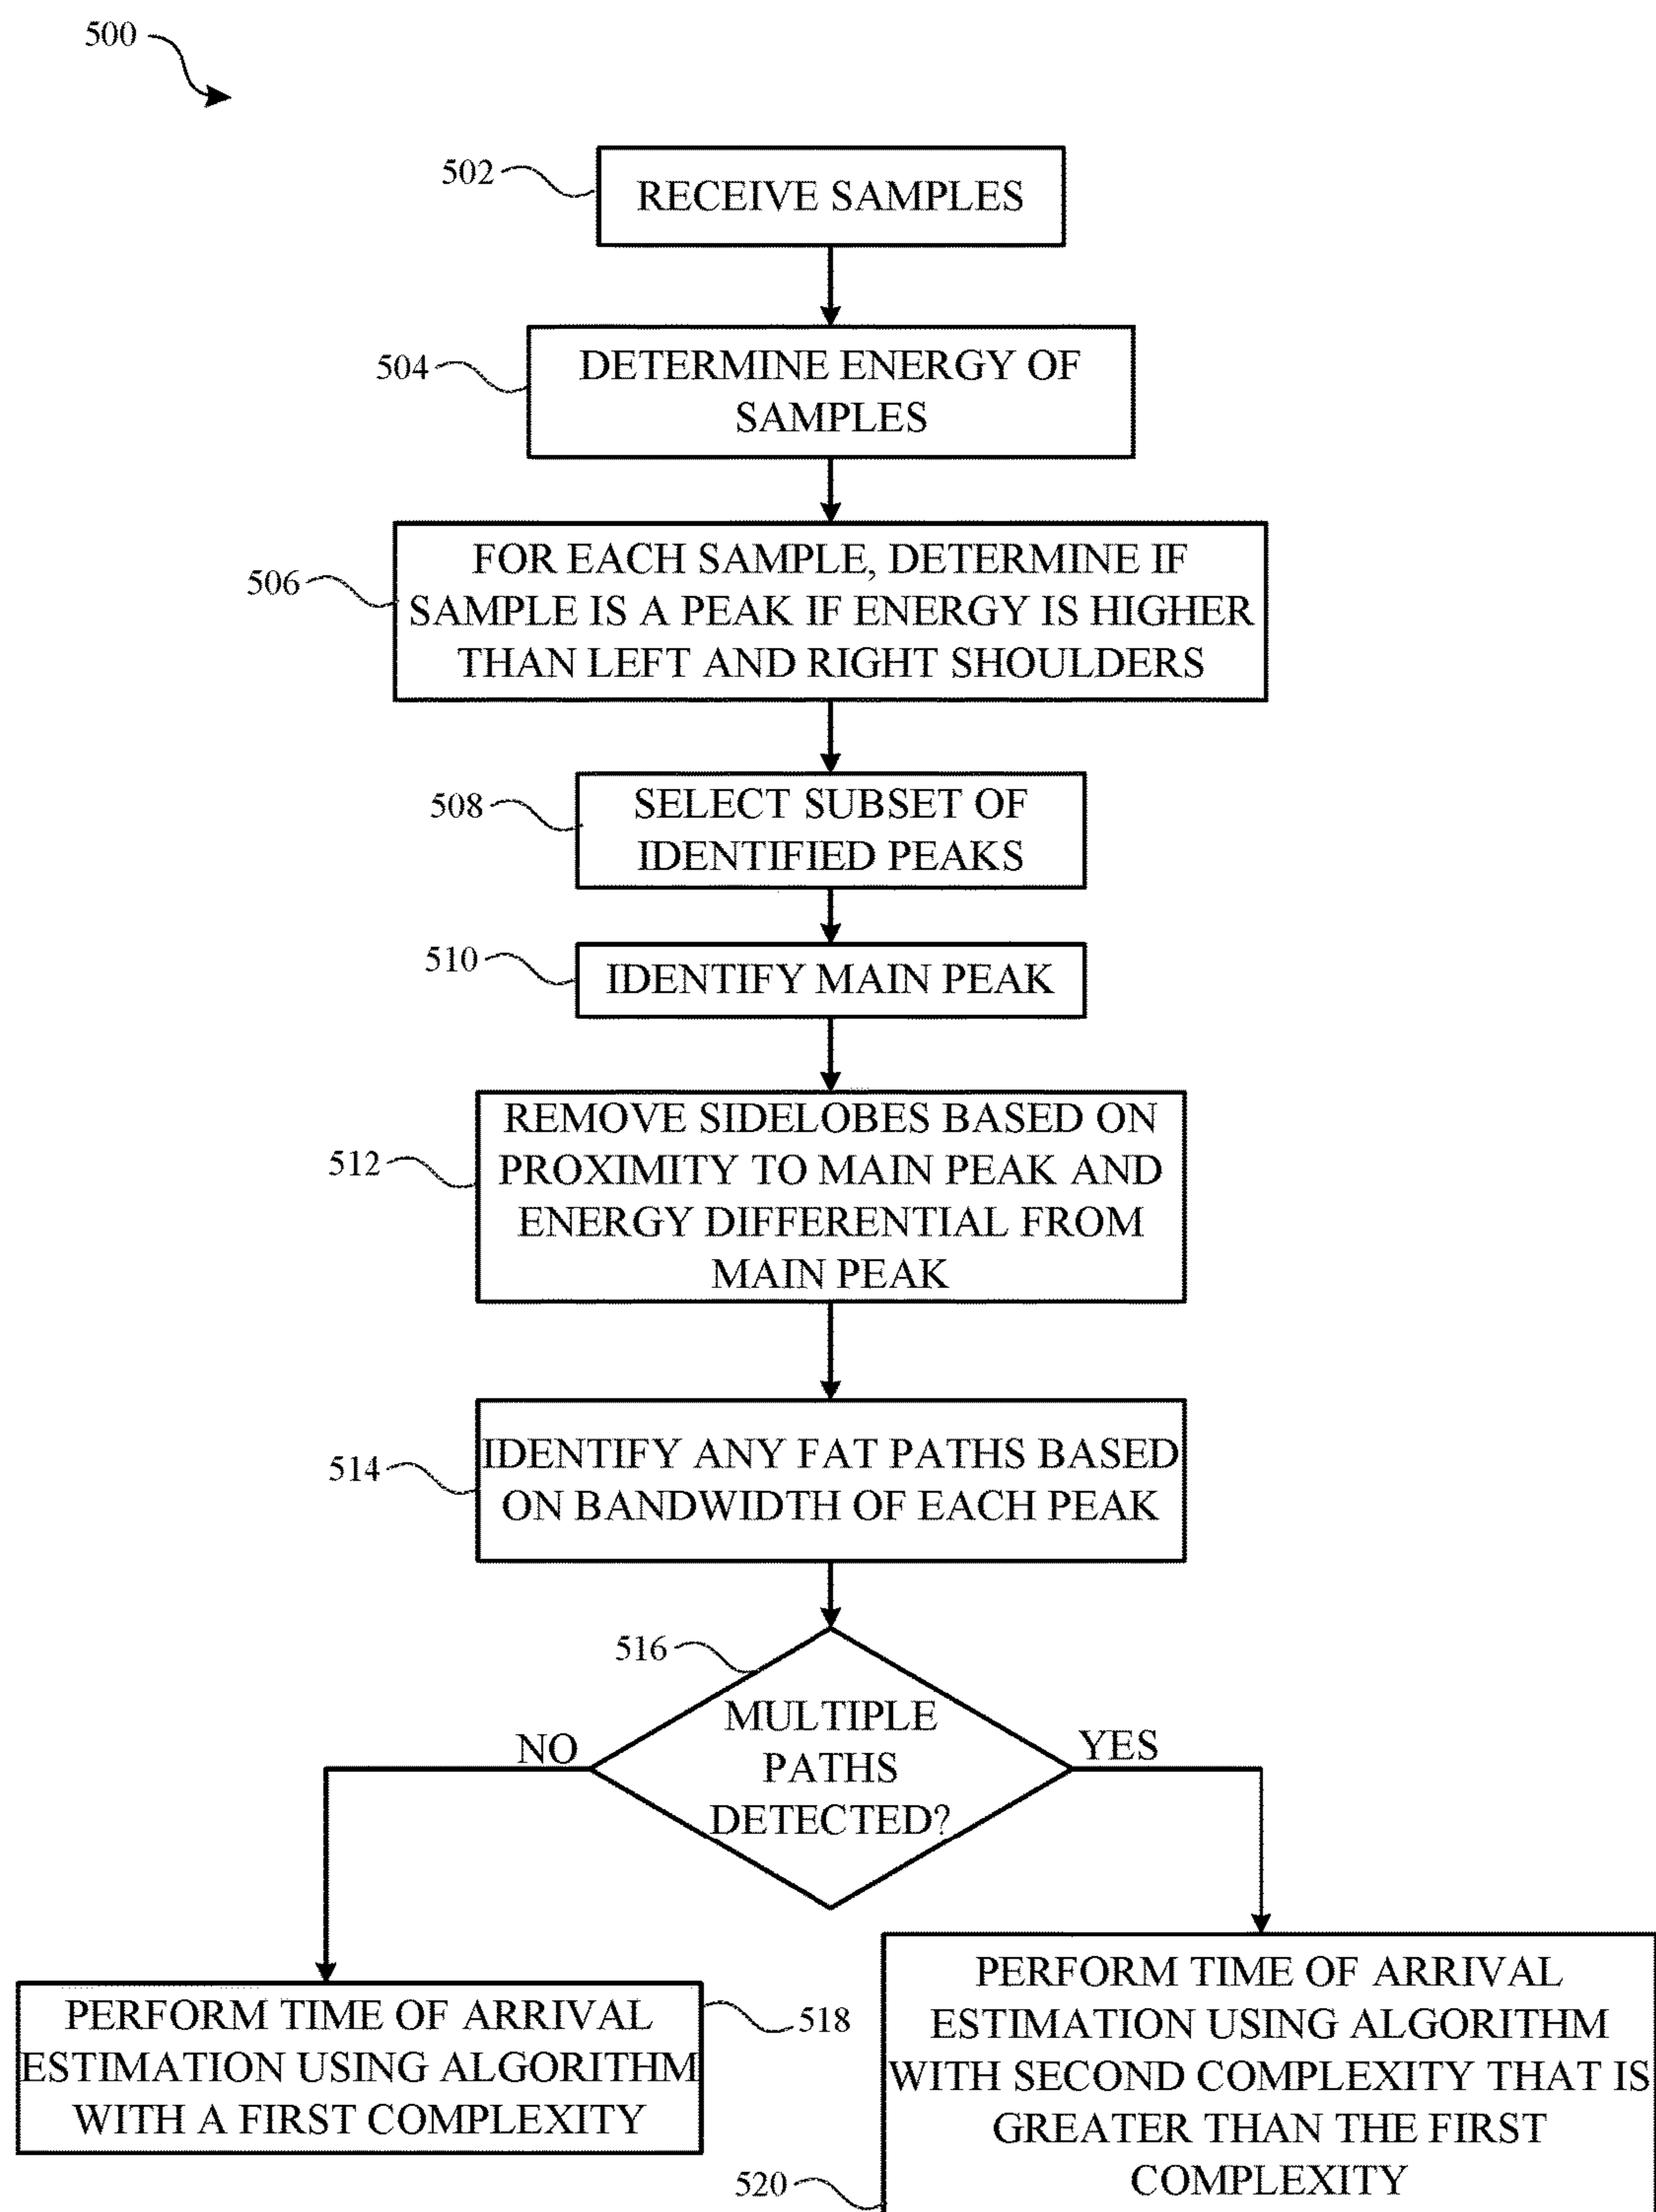 500
502
RECEIVE SAMPLES
504
DETERMINE ENERGY OF
SAMPLES
506
FOR EACH SAMPLE, DETERMINE IF
SAMPLE IS A PEAK IF ENERGY IS HIGHER
THAN LEFT AND RIGHT SHOULDERS
508
SELECT SUBSET OF
IDENTIFIED PEAKS
510
IDENTIFY MAIN PEAK
512
REMOVE SIDELOBES BASED ON
PROXIMITY TO MAIN PEAK AND
ENERGY DIFFERENTIAL FROM
MAIN PEAK
514
IDENTIFY ANY FAT PATHS BASED
ON BANDWIDTH OF EACH PEAK
516
MULTIPLE
PATHS
DETECTED?
NO
YES
PERFORM TIME OF ARRIVAL
ESTIMATION USING ALGORITHM
WITH A FIRST COMPLEXITY
518
PERFORM TIME OF ARRIVAL
ESTIMATION USING ALGORITHM
WITH SECOND COMPLEXITY THAT IS
GREATER THAN THE FIRST
COMPLEXITY
520